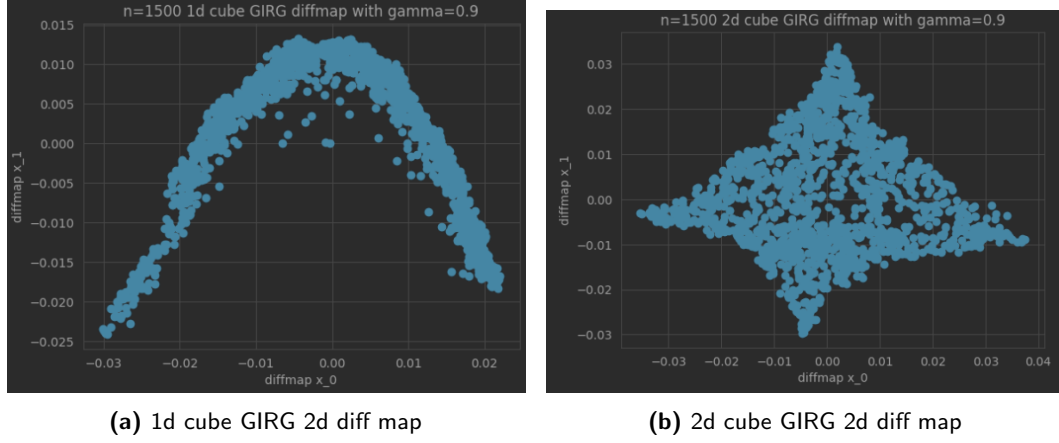 n=1500 1d cube GIRG diffmap with gamma=0.9
0.015
0.010
0.005
0.000
−0.005
−0.010
−0.015
−0.020
−0.025
diffmap x_1
−0.03 −0.02 −0.01 0.00 0.01 0.02
diffmap x_0
(a) 1d cube GIRG 2d diff map
n=1500 2d cube GIRG diffmap with gamma=0.9
0.03
0.02
0.01
0.00
−0.01
−0.02
−0.03
diffmap x_1
−0.03 −0.02 −0.01 0.00 0.01 0.02 0.03 0.04
diffmap x_0
(b) 2d cube GIRG 2d diff map